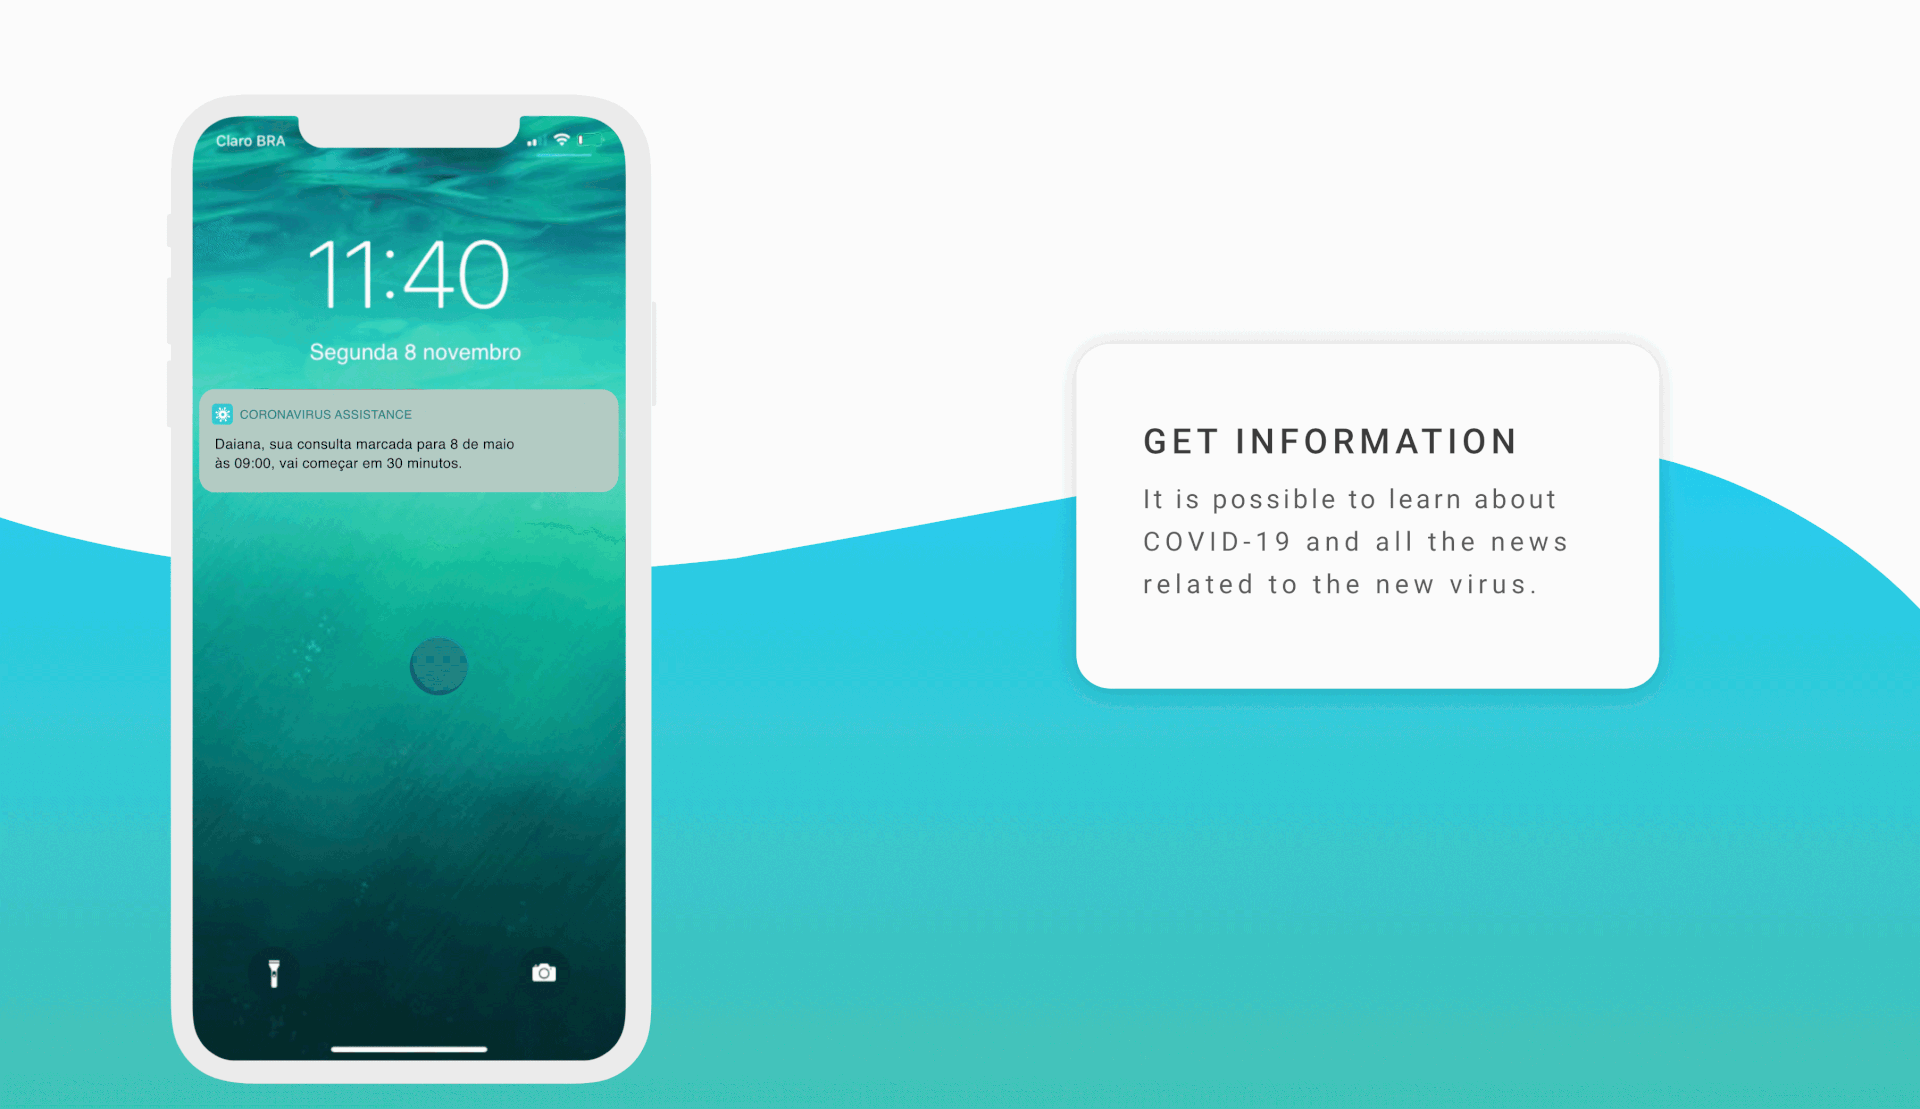 Claro BRA
11:40
Segunda 8 novembro
CORONAVIRUS ASSISTANCE
Daiana, sua consulta marcada para 8 de maio
às 09:00, vai começar em 30 minutos.
GET INFORMATION
It is possible to learn about
COVID-19 and all the news
related to the new virus.